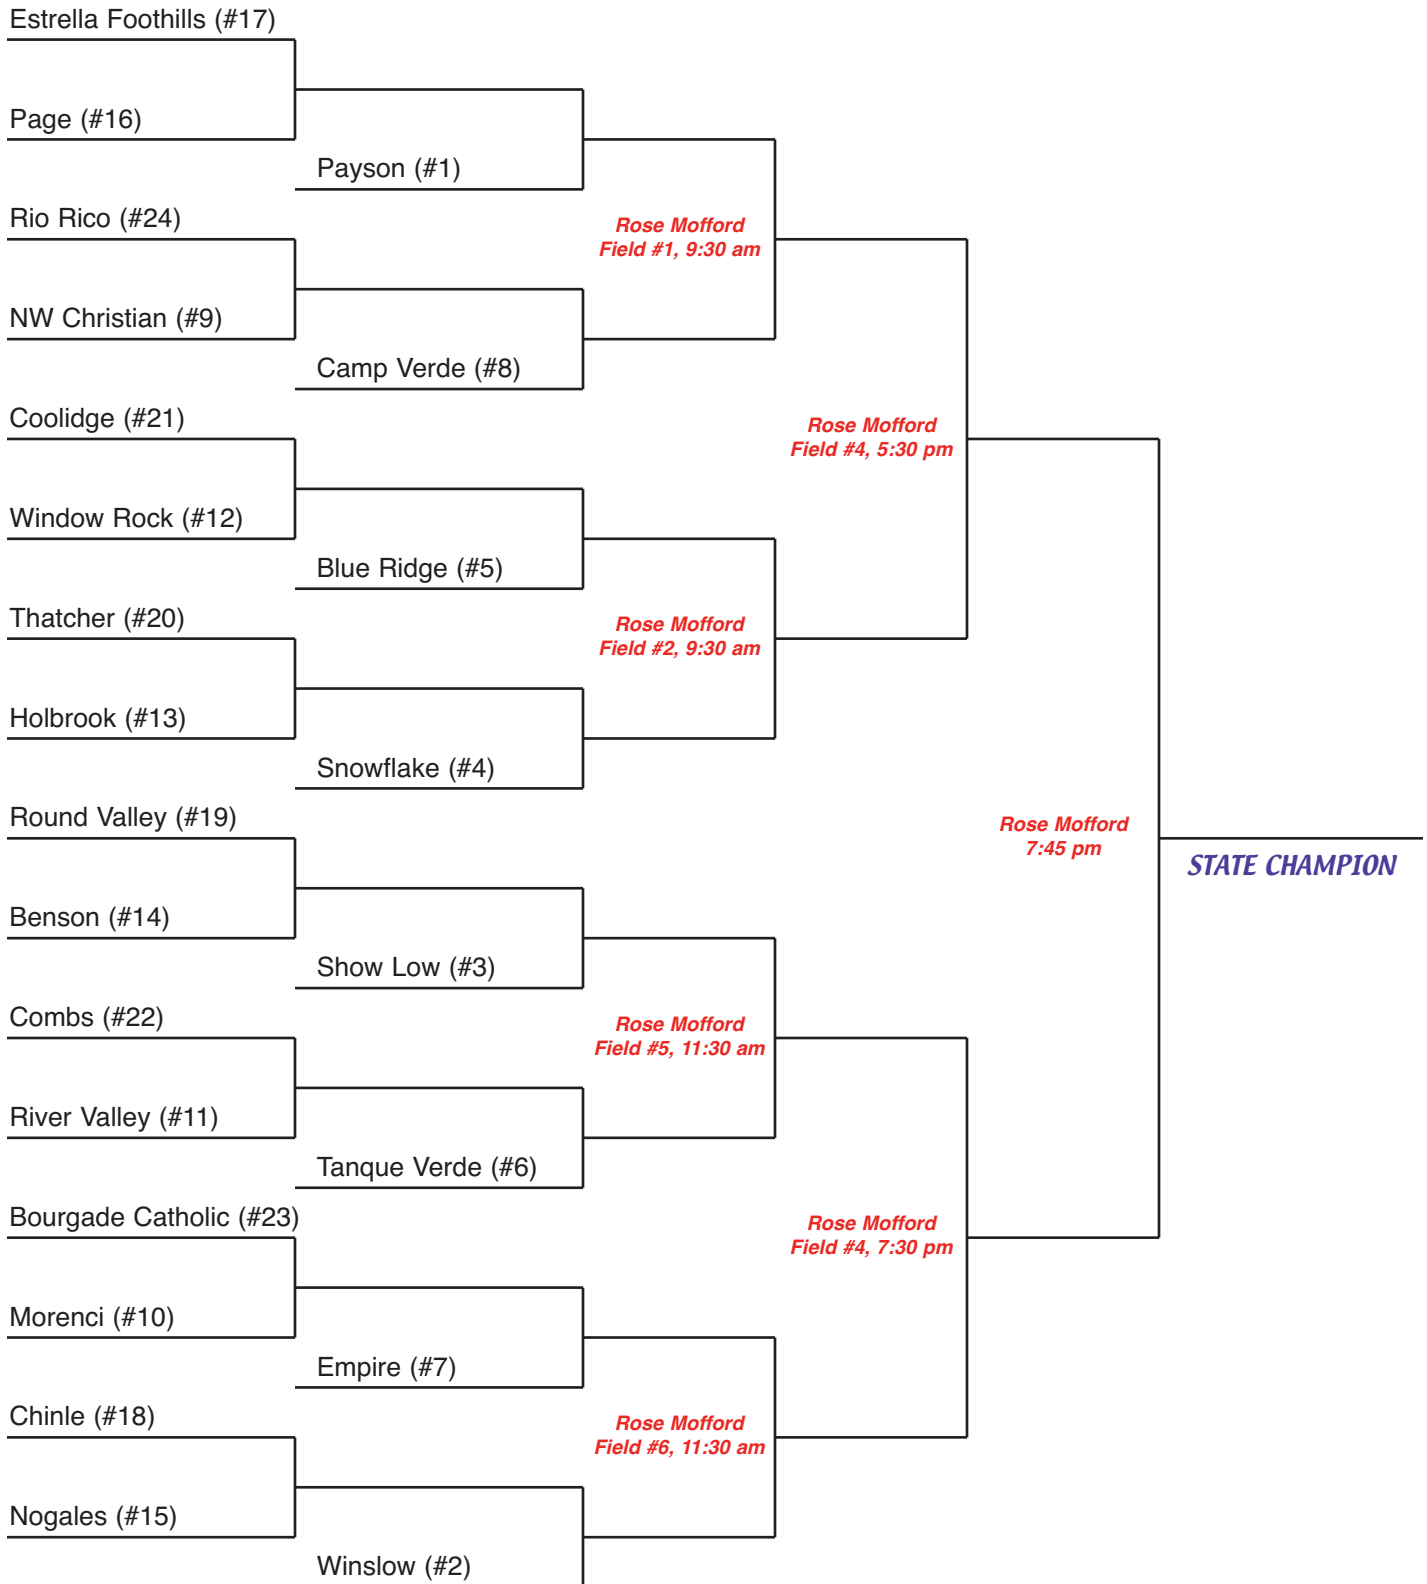 Estrella Foothills (#17)
Page (#16)
Payson (#1)
Rio Rico (#24)
Rose Mofford
Field #1, 9:30 am
NW Christian (#9)
Camp Verde (#8)
Coolidge (#21)
Rose Mofford
Field #4, 5:30 pm
Window Rock (#12)
Blue Ridge (#5)
Thatcher (#20)
Rose Mofford
Field #2, 9:30 am
Holbrook (#13)
Snowflake (#4)
Round Valley (#19)
Rose Mofford
7:45 pm
STATE CHAMPION
Benson (#14)
Show Low (#3)
Combs (#22)
Rose Mofford
Field #5, 11:30 am
River Valley (#11)
Tanque Verde (#6)
Bourgade Catholic (#23)
Rose Mofford
Field #4, 7:30 pm
Morenci (#10)
Empire (#7)
Chinle (#18)
Rose Mofford
Field #6, 11:30 am
Nogales (#15)
Winslow (#2)